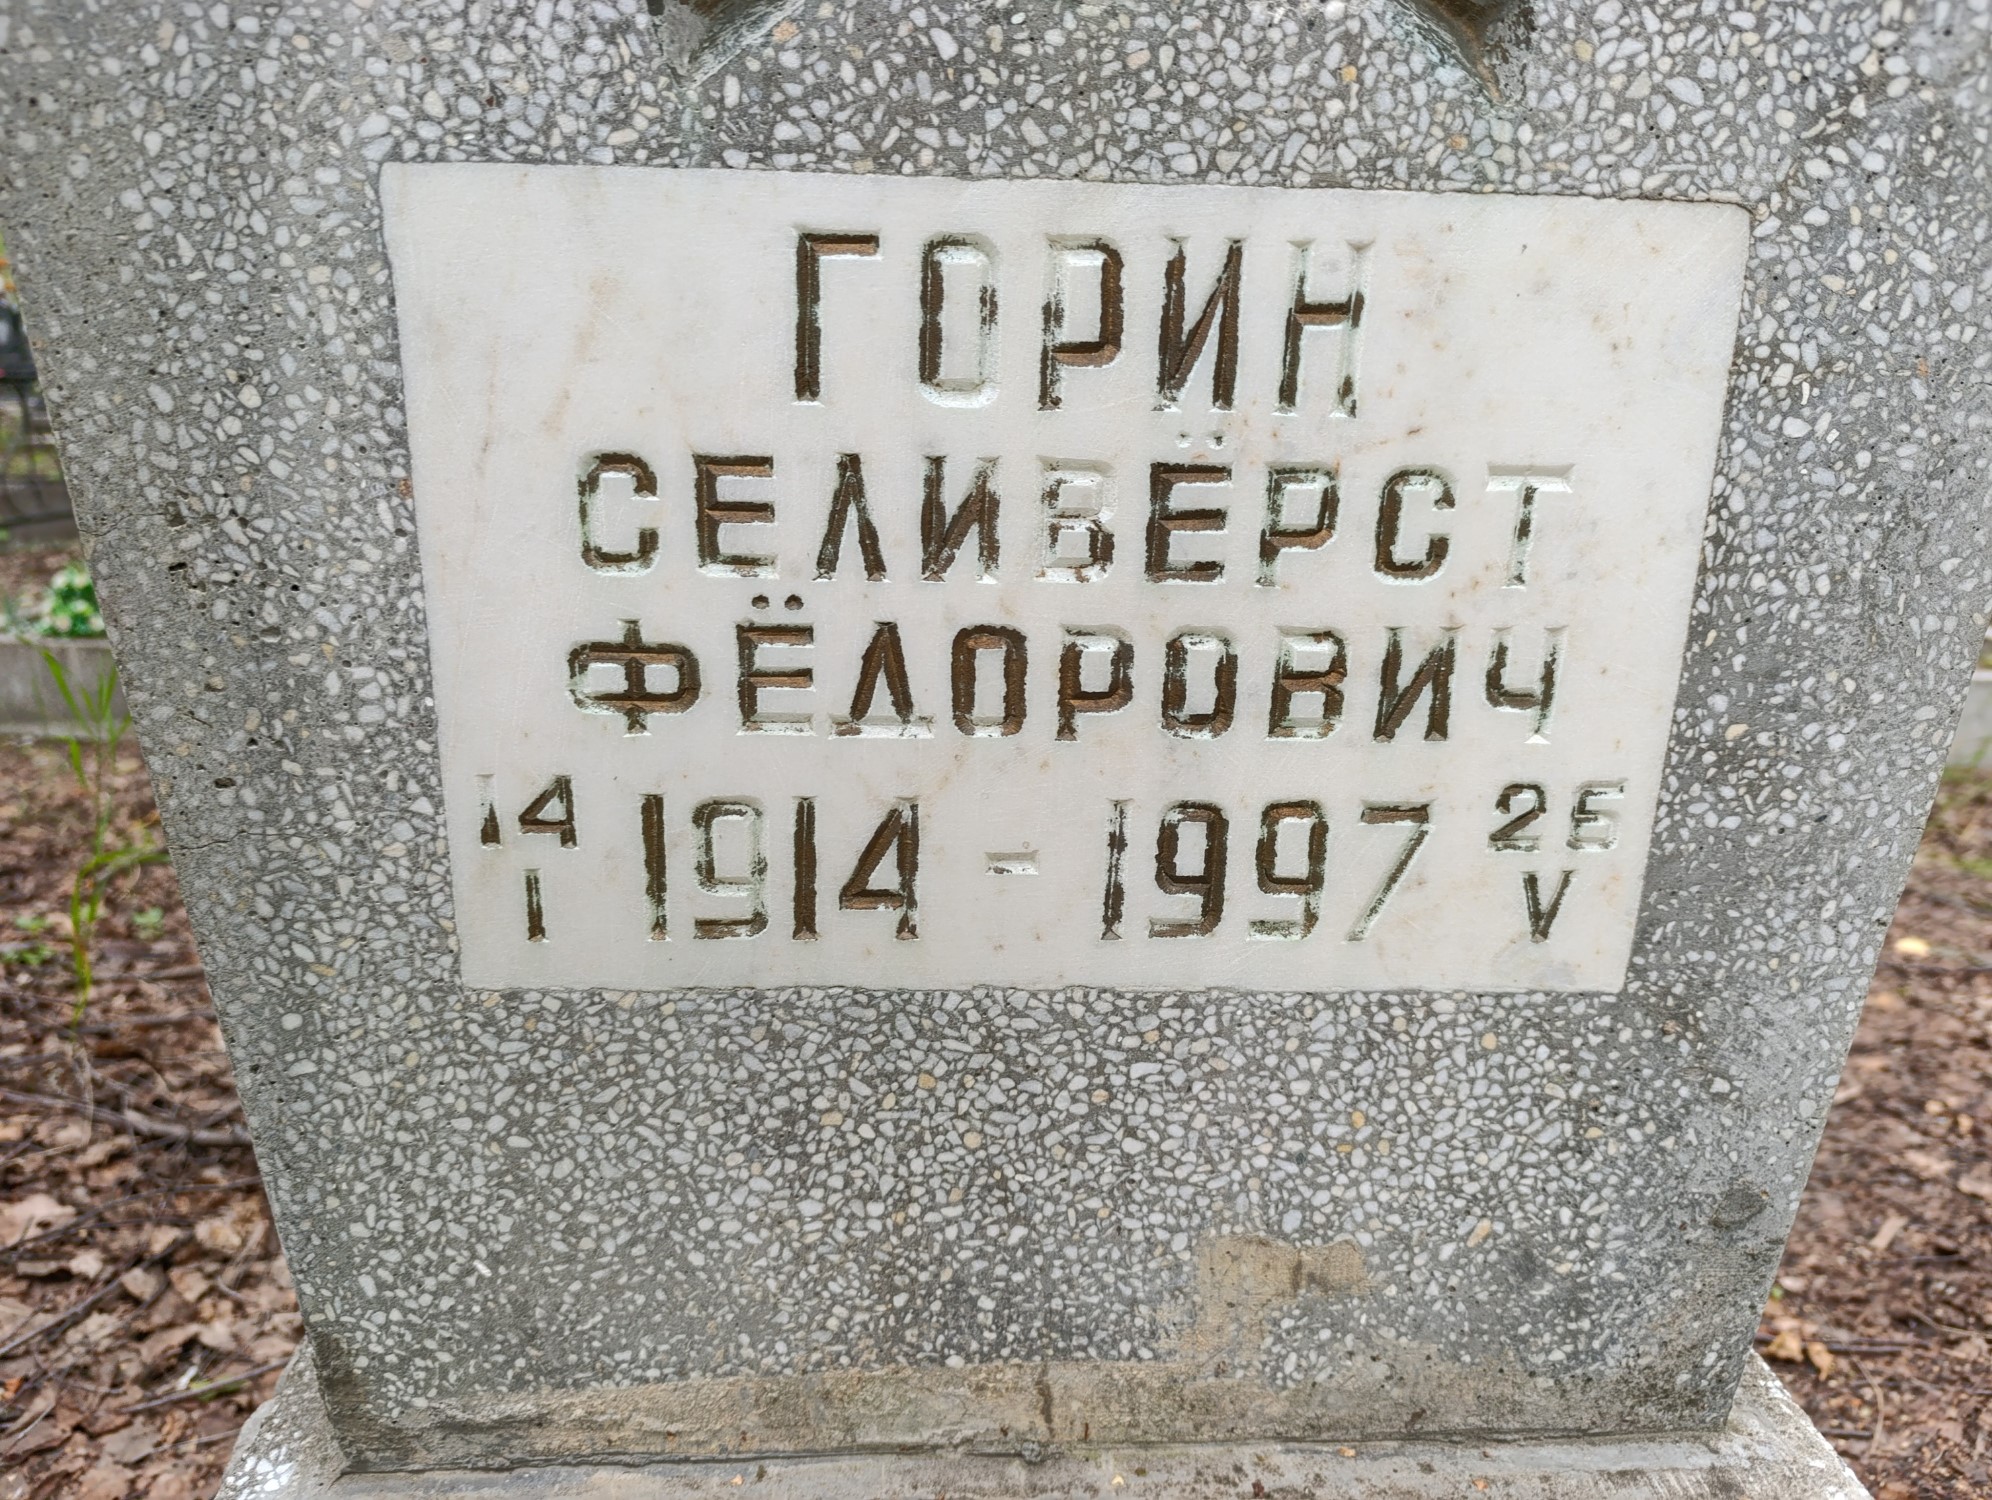 ГОРИН
СЕЛИВЁРСТ
ФЁДОРОВИЧ
14 I 1914 - 1997 25 V